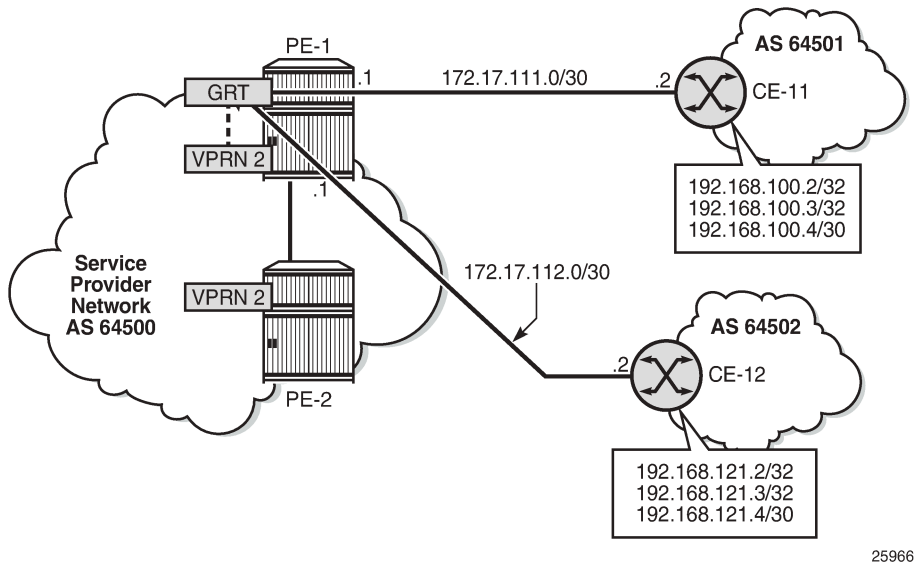 PE-1
AS 64501
GRT
.1
172.17.111.0/30
.2
CE-11
VPRN 2
.1
192.168.100.2/32
192.168.100.3/32
192.168.100.4/30
Service
Provider
Network
AS 64500
172.17.112.0/30
VPRN 2
AS 64502
.2
CE-12
PE-2
192.168.121.2/32
192.168.121.3/32
192.168.121.4/30
25966